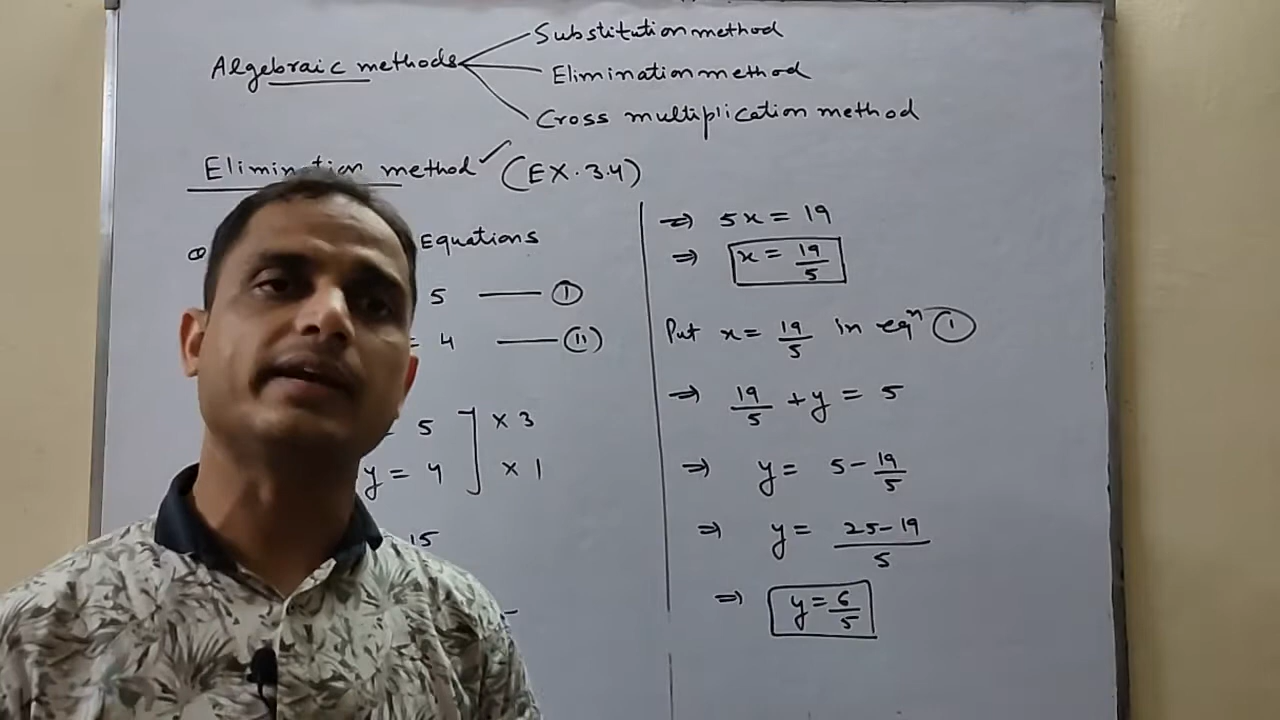 Algebraic methods
Substitution method
Elimination method
Cross multiplication method
Elimination method ✓ (EX. 3.4)
Equations
5 —— (I)
= 4 —— (II)
= 5 ] × 3
y = 4 ] × 1
15
⇒ 5x = 19
⇒ x = 19/5
Put x = 19/5 in eqⁿ (I)
⇒ 19/5 + y = 5
⇒ y = 5 - 19/5
⇒ y = 25-19/5
⇒ y = 6/5